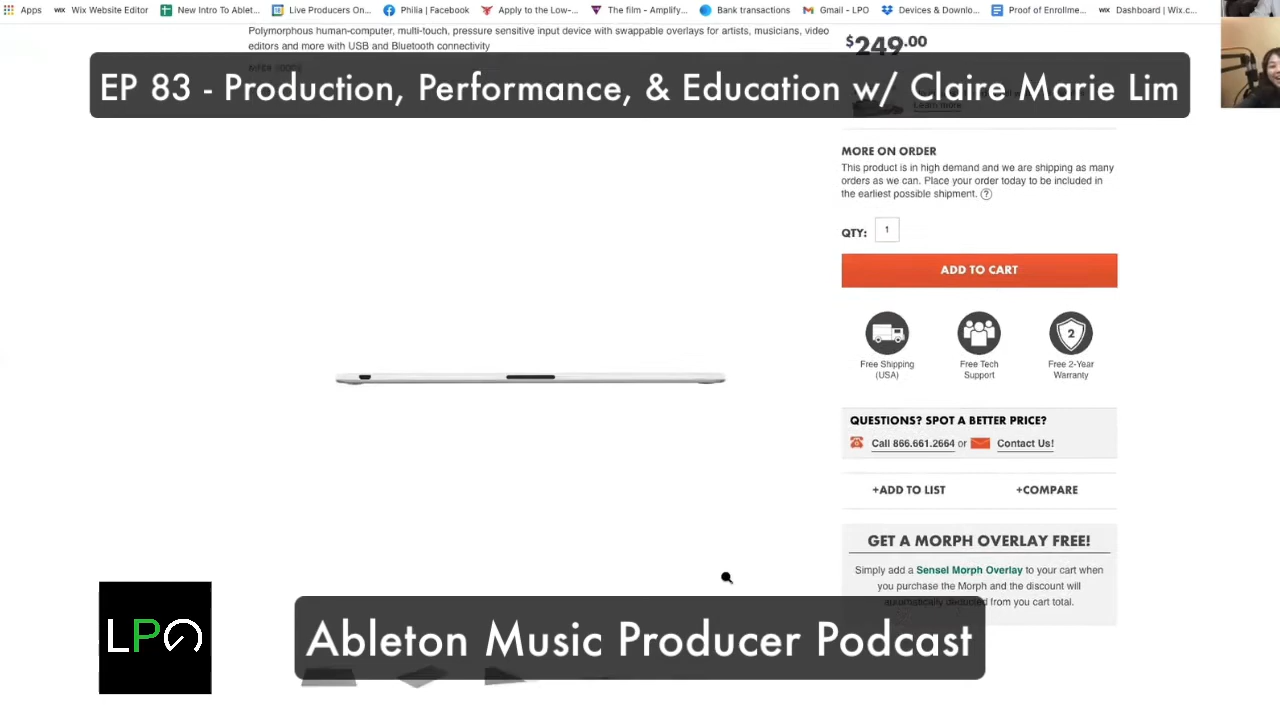 Apps
Wix Website Editor
New Intro To Ablet...
Live Producers On...
Philia | Facebook
Apply to the Low-...
The film - Amplify...
Bank transactions
Gmail - LPO
Devices & Downlo...
Proof of Enrollme...
Dashboard | Wix.c...
Polymorphous human-computer, multi-touch, pressure sensitive input device with swappable overlays for artists, musicians, video
editors and more with USB and Bluetooth connectivity
$249.00
EP 83 - Production, Performance, & Education w/ Claire Marie Lim
Learn more
MORE ON ORDER
This product is in high demand and we are shipping as many
orders as we can. Place your order today to be included in
the earliest possible shipment. ?
QTY: 1
ADD TO CART
2
Free Shipping
(USA)
Free Tech
Support
Free 2-Year
Warranty
QUESTIONS? SPOT A BETTER PRICE?
Call 866.661.2664 or Contact Us!
+ADD TO LIST
+COMPARE
GET A MORPH OVERLAY FREE!
Simply add a Sensel Morph Overlay to your cart when
you purchase the Morph and the discount will
automatically deducted from you cart total.
LPO
Ableton Music Producer Podcast